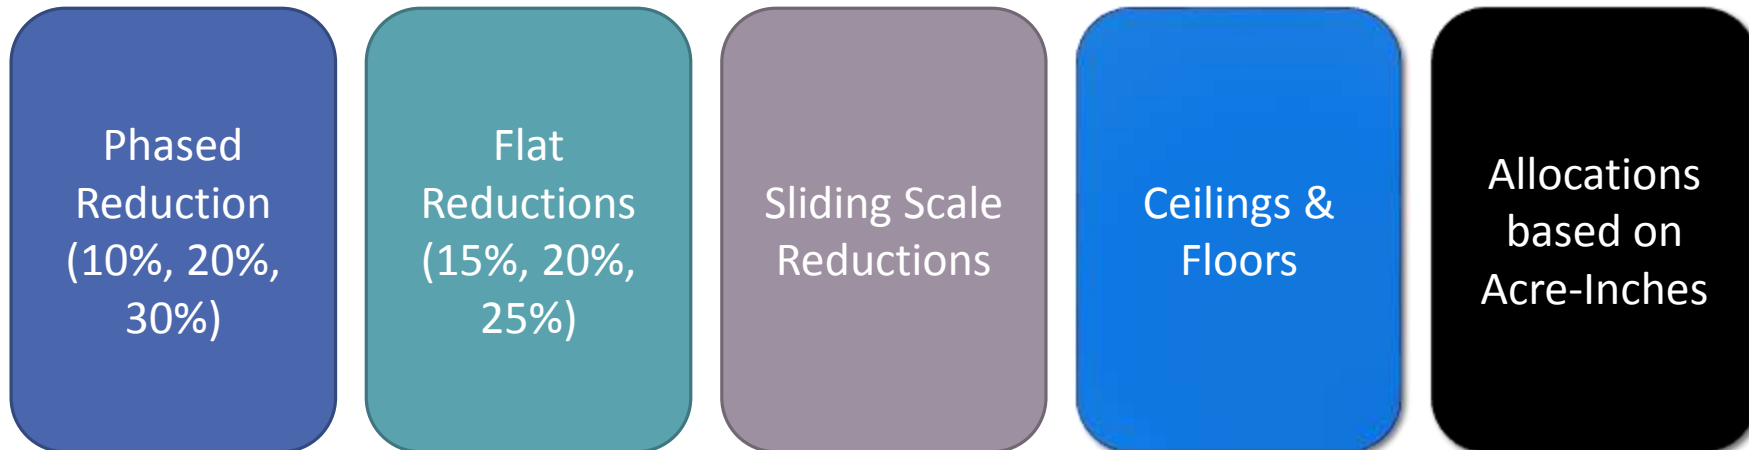 Phased
Reduction
(10%, 20%,
30%)
Flat
Reductions
(15%, 20%,
25%)
Sliding Scale
Reductions
Ceilings &
Floors
Allocations
based on
Acre-Inches